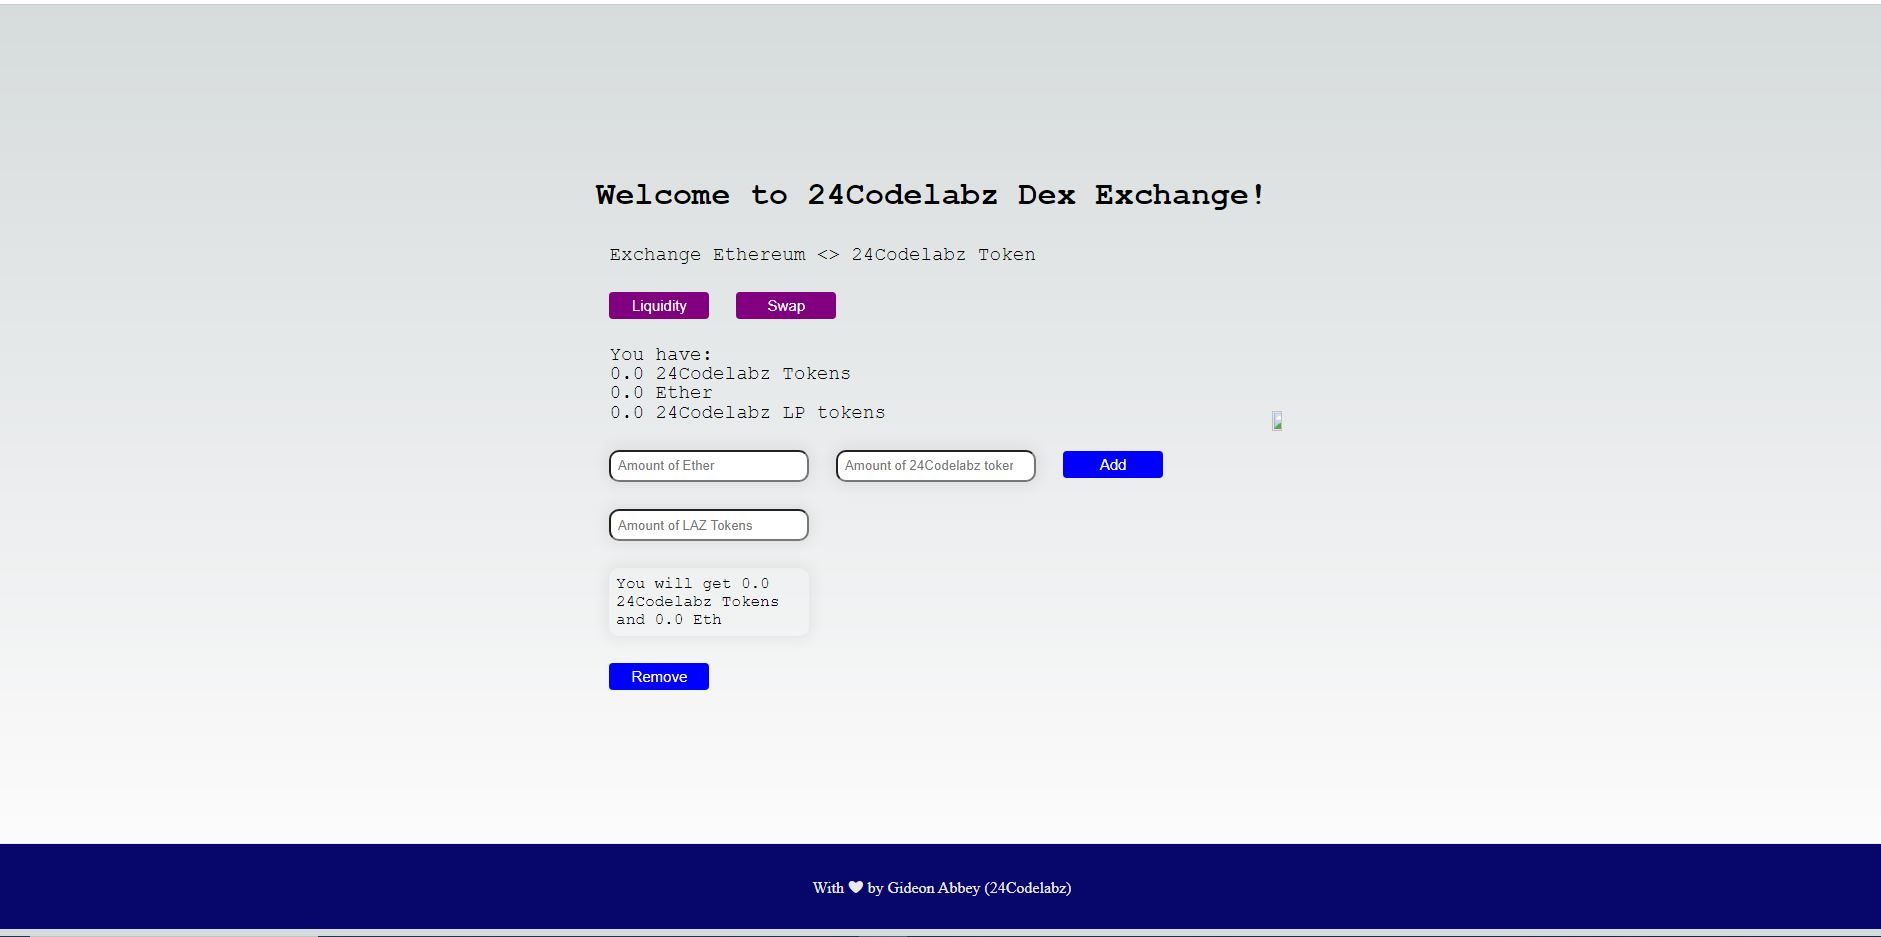 Welcome to 24Codelabz Dex Exchange!
Exchange Ethereum <> 24Codelabz Token
Liquidity Swap
You have:
0.0 24Codelabz Tokens
0.0 Ether
0.0 24Codelabz LP tokens
Amount of Ether Amount of 24Codelabz toker Add
Amount of LAZ Tokens
You will get 0.0
24Codelabz Tokens
and 0.0 Eth
Remove
With ♥ by Gideon Abbey (24Codelabz)